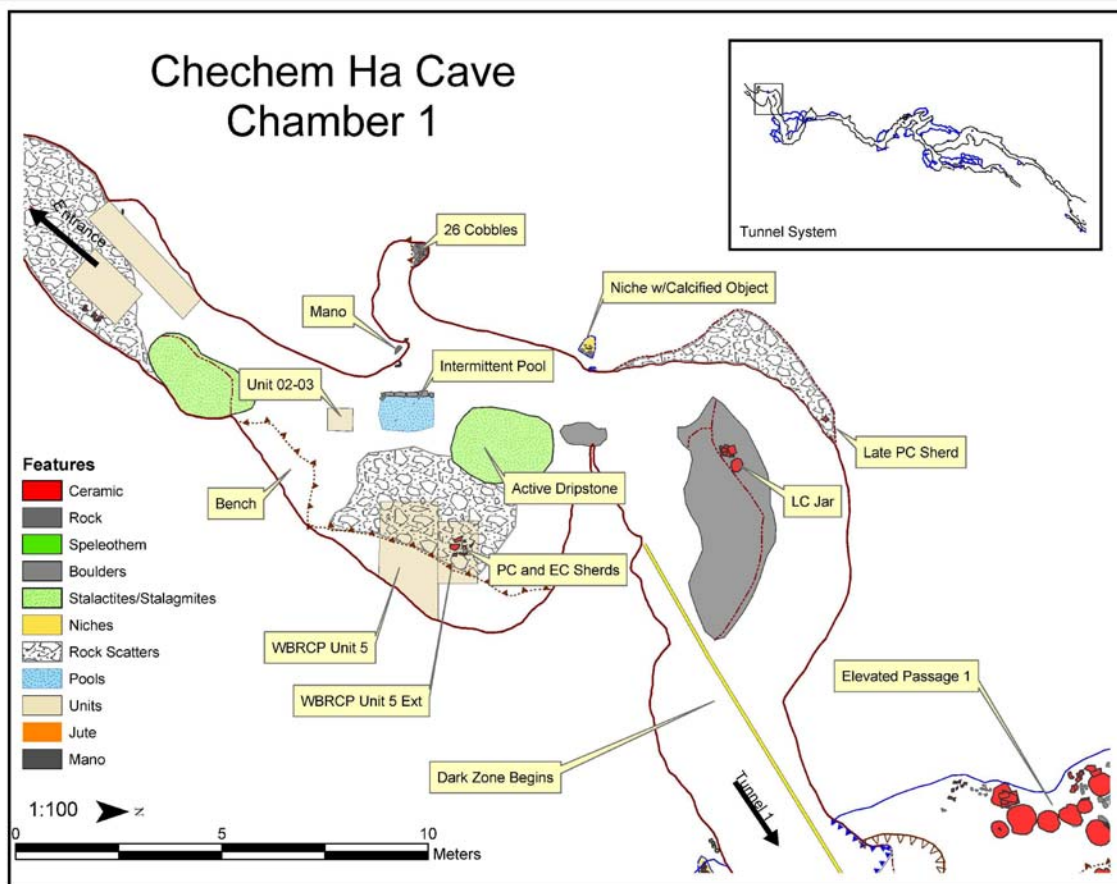 Chechem Ha Cave
Chamber 1
Tunnel System
Entrance
26 Cobbles
Niche w/Calcified Object
Mano
Intermittent Pool
Unit 02-03
Late PC Sherd
Bench
Active Dripstone
LC Jar
PC and EC Sherds
WBRCP Unit 5
WBRCP Unit 5 Ext
Elevated Passage 1
Dark Zone Begins
Tunnel 1
Features
Ceramic
Rock
Speleothem
Boulders
Stalactites/Stalagmites
Niches
Rock Scatters
Pools
Units
Jute
Mano
1:100
N
0 5 10
Meters